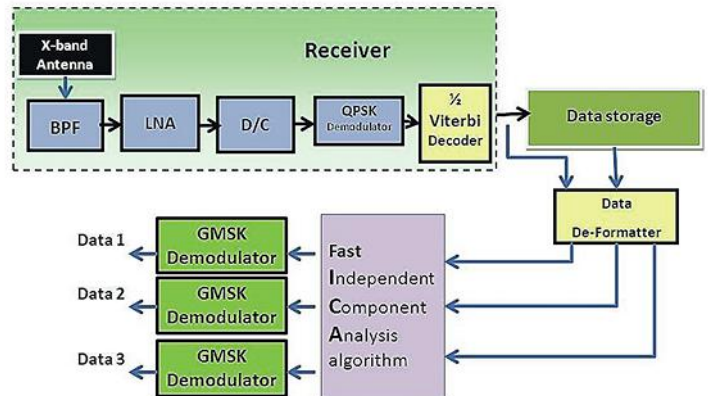 Receiver
X-band
Antenna
BPF
LNA
D/C
QPSK
Demodulator
½
Viterbi
Decoder
Data storage
Data
De-Formatter
Fast
Independent
Component
Analysis
algorithm
GMSK
Demodulator
Data 1
GMSK
Demodulator
Data 2
GMSK
Demodulator
Data 3